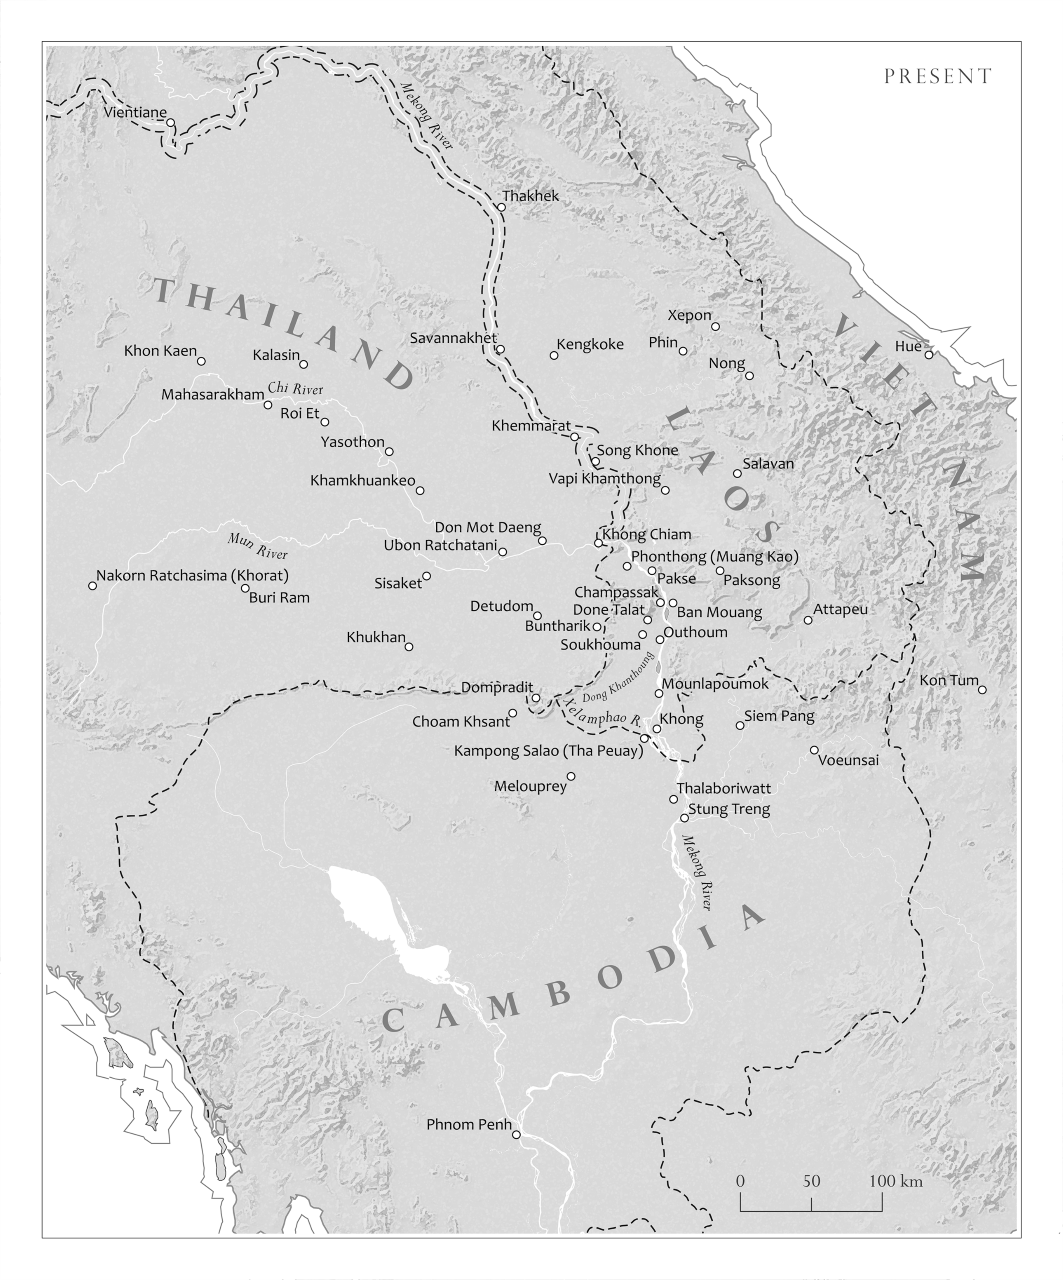 PRESENT
Mekong River
Vientiane
Thakhek
THAILAND
VIETNAM
Xepon
Savannakhet
Kengkoke
Phin
Hue
Khon Kaen
Kalasin
Nong
Mahasarakham
Chi River
Roi Et
LAOS
Khemmarat
Yasothon
Song Khone
Salavan
Khamkhuankeo
Vapi Khamthong
Don Mot Daeng
Khong Chiam
Mun River
Ubon Ratchatani
Phonthong (Muang Kao)
Nakorn Ratchasima (Khorat)
Sisaket
Pakse
Paksong
Buri Ram
Champassak
Detudom
Done Talat
Ban Mouang
Attapeu
Buntharik
Khukhan
Soukhouma
Outhoum
Dong Khanthoung
Kon Tum
Dompradit
Mounlapoumok
Choam Khsant
Xelamphao R.
Khong
Siem Pang
Kampong Salao (Tha Peuay)
Voeunsai
Melouprey
Thalaboriwatt
Stung Treng
Mekong River
CAMBODIA
Phnom Penh
0 50 100 km